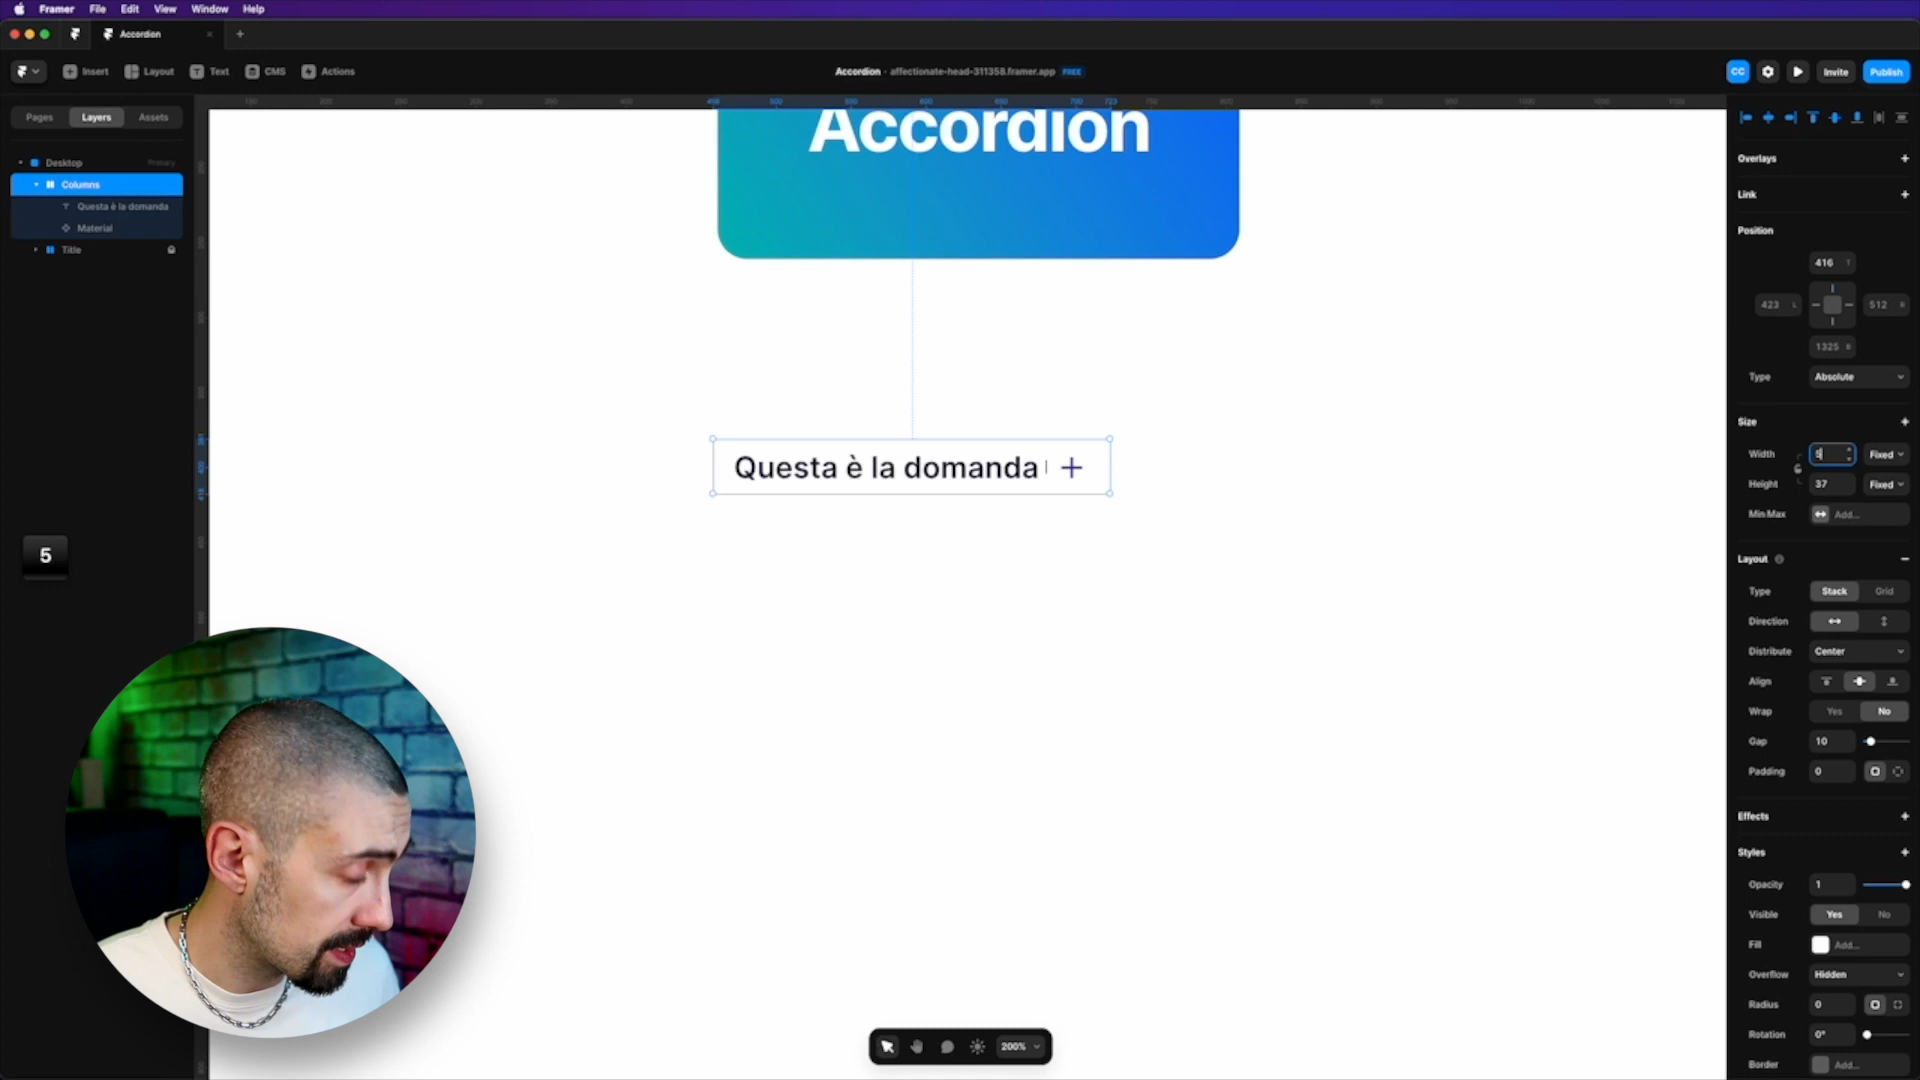 Framer File Edit View Window Help
Accordion
Insert Layout Text CMS Actions
Accordion · affectionate-head-311358.framer.app FREE
CC Invite Publish
Pages Layers Assets
Desktop Primary
Columns
Questa è la domanda
Material
Title
Accordion
Questa è la domanda
5
200%
Overlays
Link
Position
416 T
423 L 512 R
1325 B
Type Absolute
Size
Width 5 Fixed
Height 37 Fixed
Min Max Add...
Layout
Type Stack Grid
Direction
Distribute Center
Align
Wrap Yes No
Gap 10
Padding 0
Effects
Styles
Opacity 1
Visible Yes No
Fill Add...
Overflow Hidden
Radius 0
Rotation 0°
Border Add...